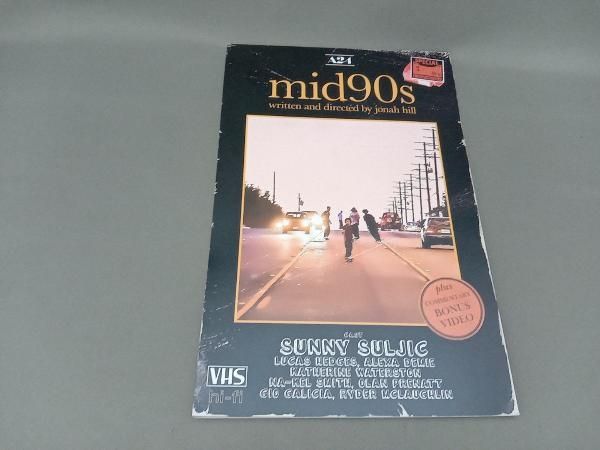 A24
SPECIAL
mid90s
written and directed by jonah hill
plus
COMMENTARY
BONUS
VIDEO
CAST
SUNNY SULJIC
LUCAS HEDGES, ALEXA DEMIE
KATHERINE WATERSTON
NA-KEL SMITH, OLAN PRENATT
GIO GALICIA, RYDER MCLAUGHLIN
VHS
hi-fi